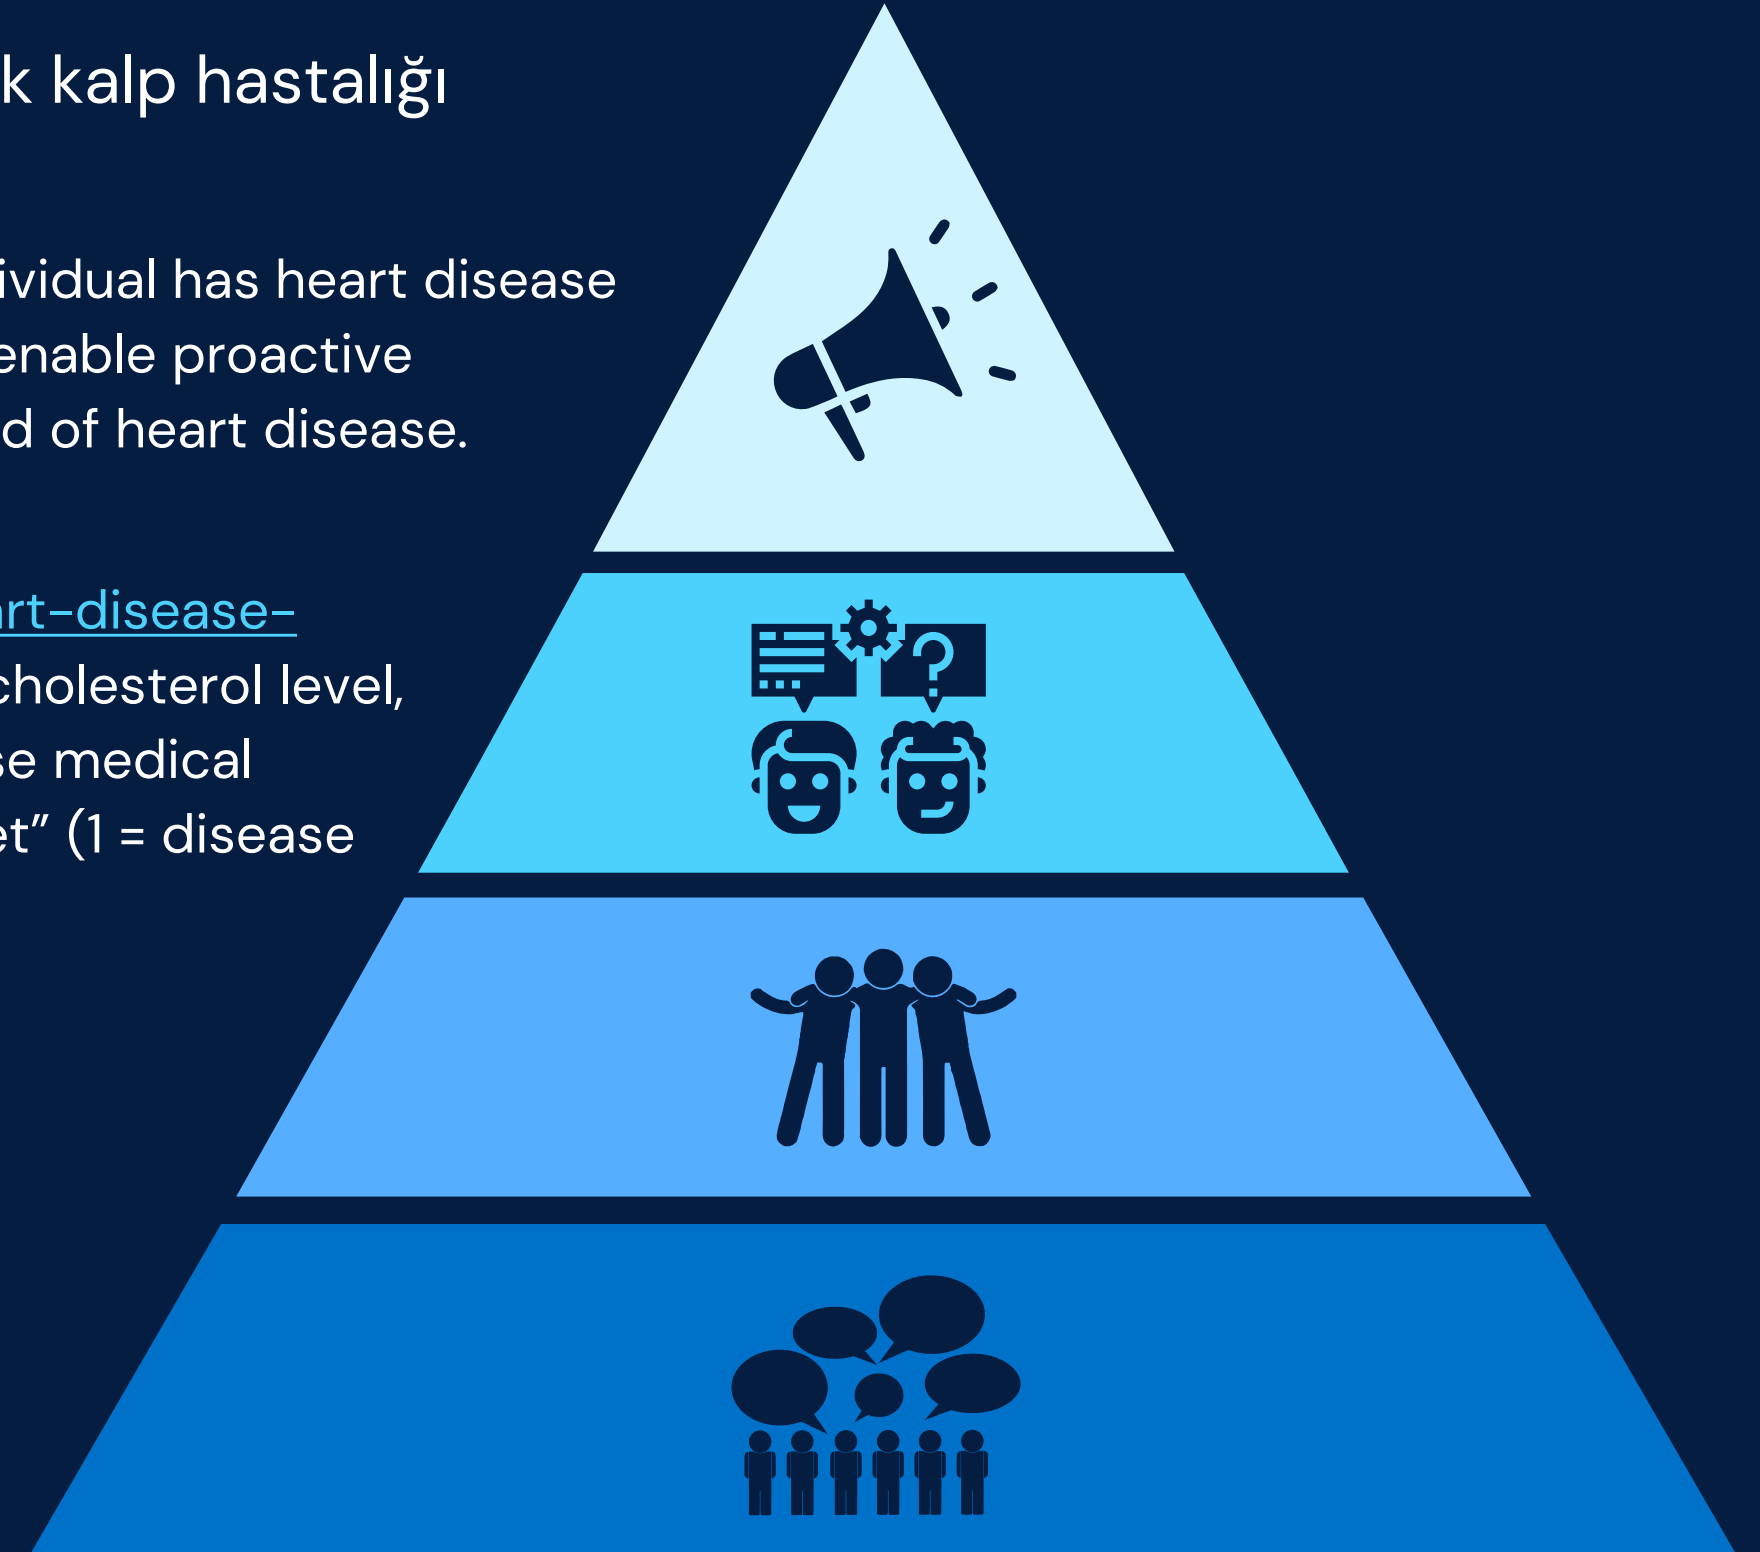 k kalp hastalığı
ividual has heart disease
enable proactive
d of heart disease.
art-disease-
cholesterol level,
se medical
et” (1 = disease